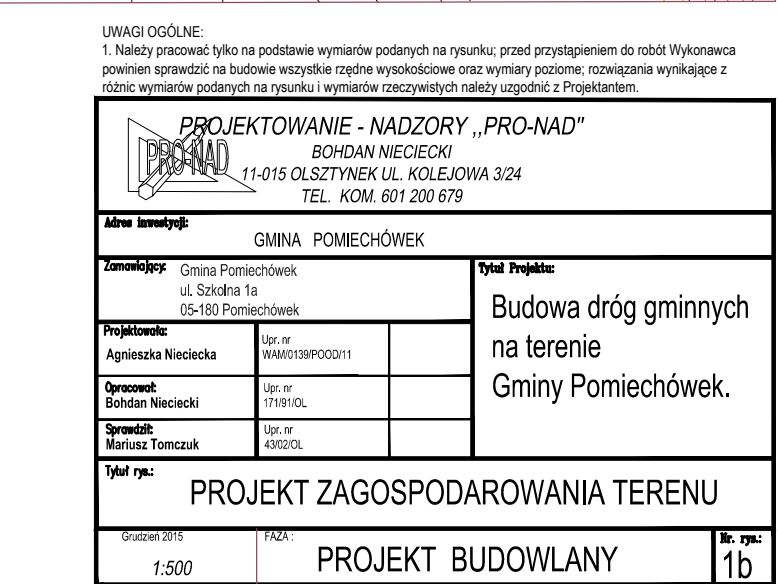 UWAGI OGÓLNE:
1. Należy pracować tylko na podstawie wymiarów podanych na rysunku; przed przystąpieniem do robót Wykonawca
powinien sprawdzić na budowie wszystkie rzędne wysokościowe oraz wymiary poziome; rozwiązania wynikające z
różnic wymiarów podanych na rysunku i wymiarów rzeczywistych należy uzgodnić z Projektantem.
PRO-NAD
PROJEKTOWANIE - NADZORY ,,PRO-NAD"
BOHDAN NIECIECKI
11-015 OLSZTYNEK UL. KOLEJOWA 3/24
TEL. KOM. 601 200 679
Adres inwestycji:
GMINA POMIECHÓWEK
Zamawiający:
Gmina Pomiechówek
ul. Szkolna 1a
05-180 Pomiechówek
Tytuł Projektu:
Budowa dróg gminnych
na terenie
Gminy Pomiechówek.
Projektowała:
Agnieszka Nieciecka
Upr. nr
WAM/0139/POOD/11
Opracował:
Bohdan Nieciecki
Upr. nr
171/91/OL
Sprawdził:
Mariusz Tomczuk
Upr. nr
43/02/OL
Tytuł rys.:
PROJEKT ZAGOSPODAROWANIA TERENU
Grudzień 2015
1:500
FAZA :
PROJEKT BUDOWLANY
Nr. rys.:
1b